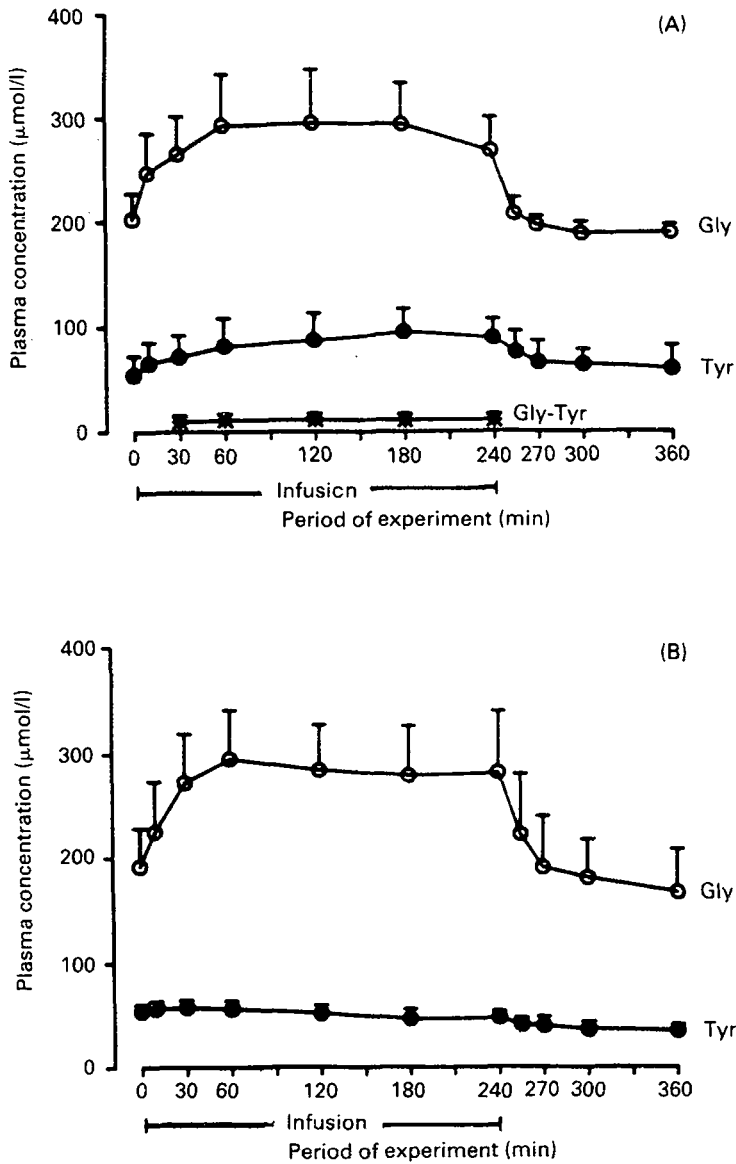 400
(A)
300
200
100
0
Plasma concentration (μmol/l)
Gly
Tyr
Gly-Tyr
0 30 60 120 180 240 270 300 360
Infusion
Period of experiment (min)
400
(B)
300
200
100
0
Plasma concentration (μmol/l)
Gly
Tyr
0 30 60 120 180 240 270 300 360
Infusion
Period of experiment (min)